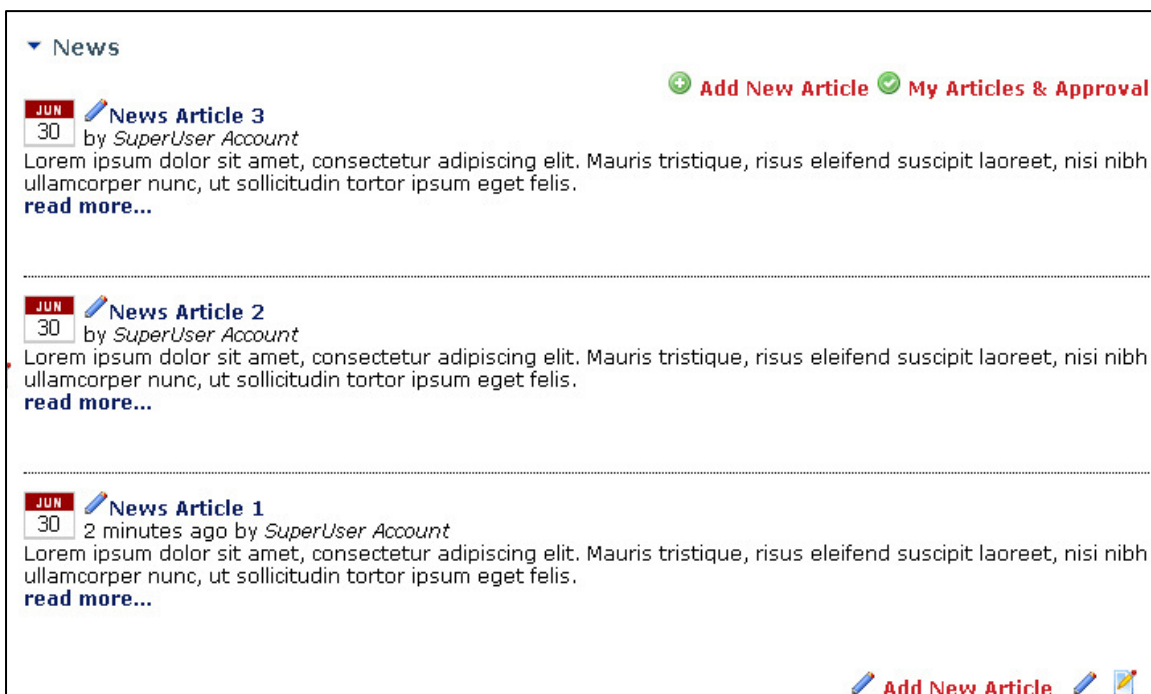 News
Add New Article My Articles & Approval
JUN
30
News Article 3
by SuperUser Account
Lorem ipsum dolor sit amet, consectetur adipiscing elit. Mauris tristique, risus eleifend suscipit laoreet, nisi nibh
ullamcorper nunc, ut sollicitudin tortor ipsum eget felis.
read more...
JUN
30
News Article 2
by SuperUser Account
Lorem ipsum dolor sit amet, consectetur adipiscing elit. Mauris tristique, risus eleifend suscipit laoreet, nisi nibh
ullamcorper nunc, ut sollicitudin tortor ipsum eget felis.
read more...
JUN
30
News Article 1
2 minutes ago by SuperUser Account
Lorem ipsum dolor sit amet, consectetur adipiscing elit. Mauris tristique, risus eleifend suscipit laoreet, nisi nibh
ullamcorper nunc, ut sollicitudin tortor ipsum eget felis.
read more...
Add New Article